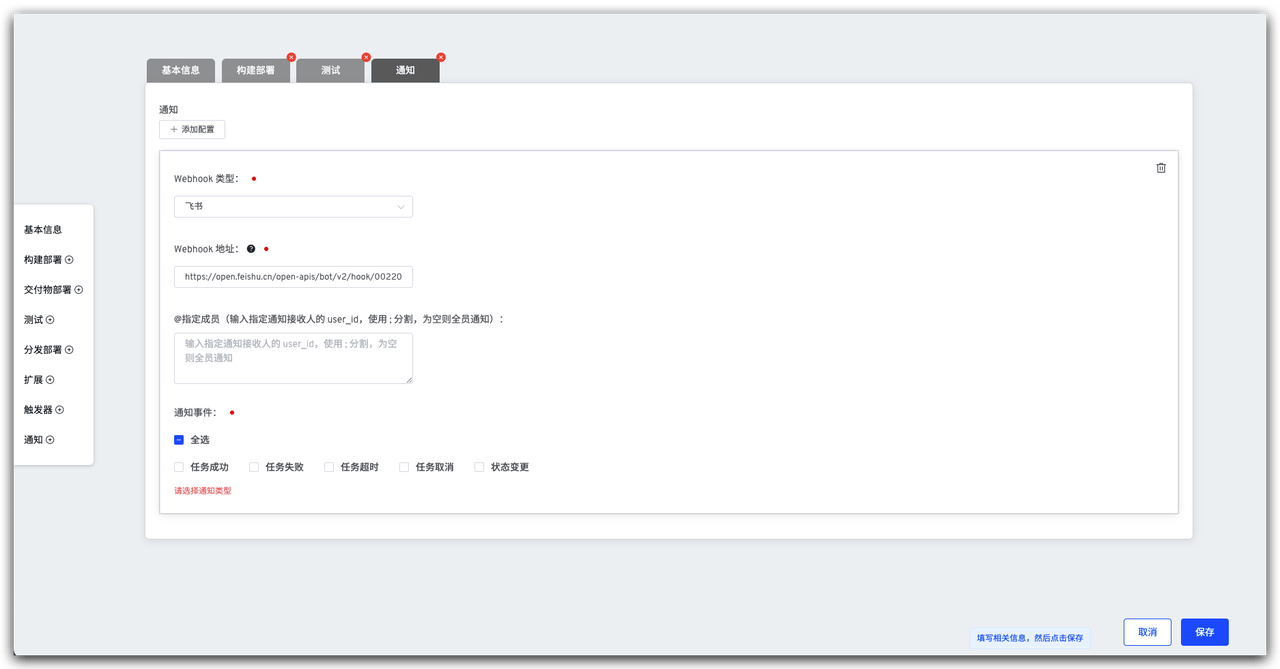 基本信息
构建部署
测试
通知
通知
添加配置
Webhook 类型：
飞书
Webhook 地址：
https://open.feishu.cn/open-apis/bot/v2/hook/00220
@指定成员（输入指定通知接收人的 user_id，使用 ; 分割，为空则全员通知）：
输入指定通知接收人的 user_id，使用 ; 分割，为空
则全员通知
通知事件：
全选
任务成功 任务失败 任务超时 任务取消 状态变更
请选择通知类型
基本信息
构建部署
交付物部署
测试
分发部署
扩展
触发器
通知
填写相关信息，然后点击保存
取消
保存